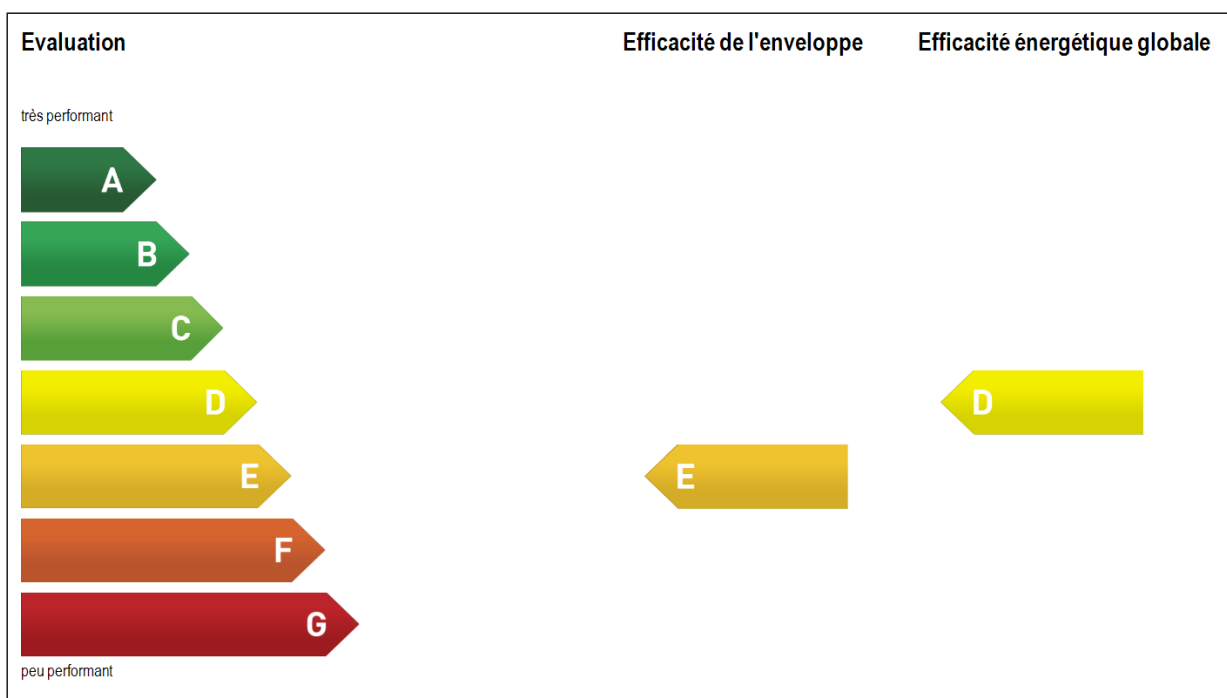 Evaluation Efficacité de l'enveloppe Efficacité énergétique globale
très performant
A
B
C
D D
E E
F
G
peu performant